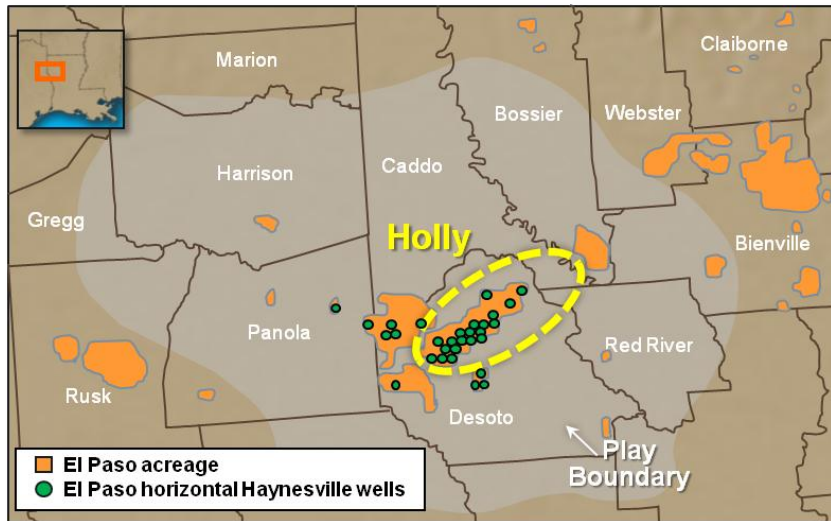 Marion
Claiborne
Bossier
Webster
Harrison
Caddo
Gregg
Holly
Bienville
Panola
Red River
Rusk
Desoto
Play
Boundary
El Paso acreage
El Paso horizontal Haynesville wells